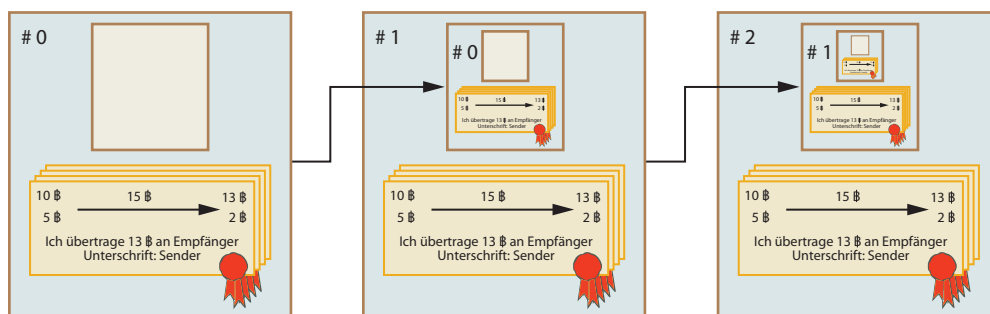 # 0
10 ฿ 15 ฿ 13 ฿
5 ฿ 2 ฿
Ich übertrage 13 ฿ an Empfänger
Unterschrift: Sender
# 1
# 0
10 ฿ 15 ฿ 13 ฿
5 ฿ 2 ฿
Ich übertrage 13 ฿ an Empfänger
Unterschrift: Sender
10 ฿ 15 ฿ 13 ฿
5 ฿ 2 ฿
Ich übertrage 13 ฿ an Empfänger
Unterschrift: Sender
# 2
# 1
10 ฿ 15 ฿ 13 ฿
5 ฿ 2 ฿
Ich übertrage 13 ฿ an Empfänger
Unterschrift: Sender
10 ฿ 15 ฿ 13 ฿
5 ฿ 2 ฿
Ich übertrage 13 ฿ an Empfänger
Unterschrift: Sender